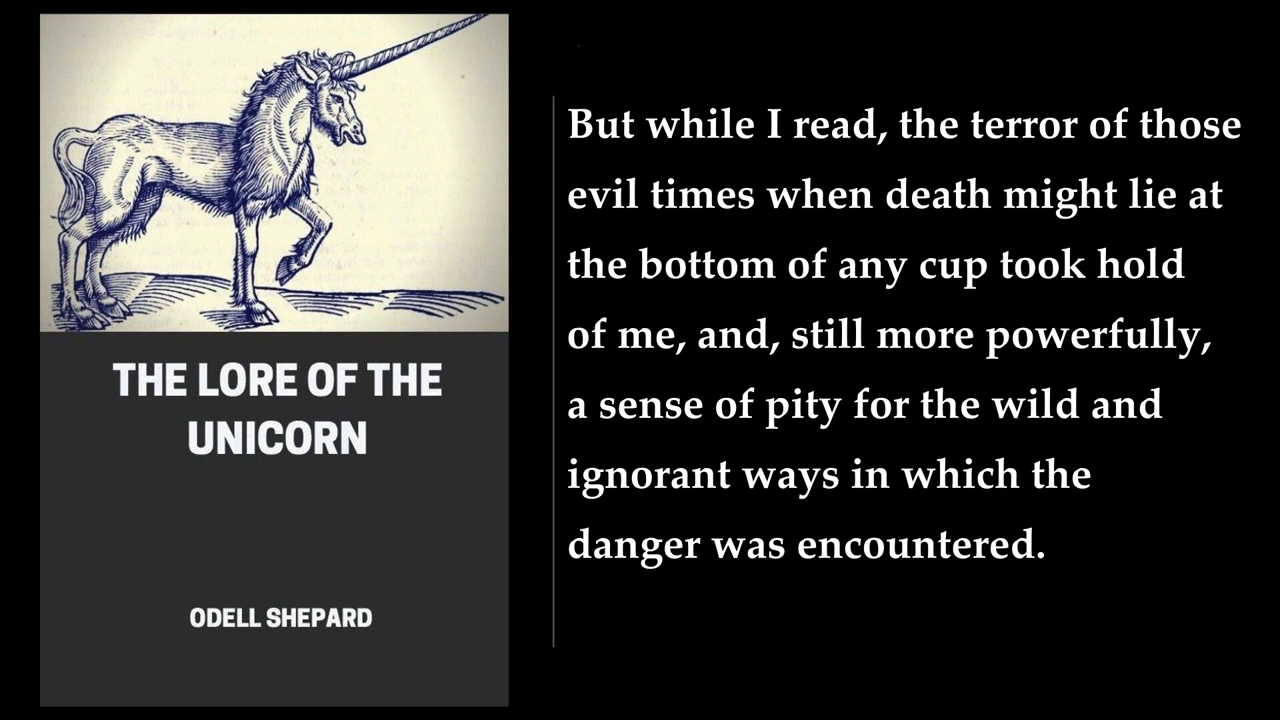 THE LORE OF THE
UNICORN
ODELL SHEPARD
But while I read, the terror of those
evil times when death might lie at
the bottom of any cup took hold
of me, and, still more powerfully,
a sense of pity for the wild and
ignorant ways in which the
danger was encountered.